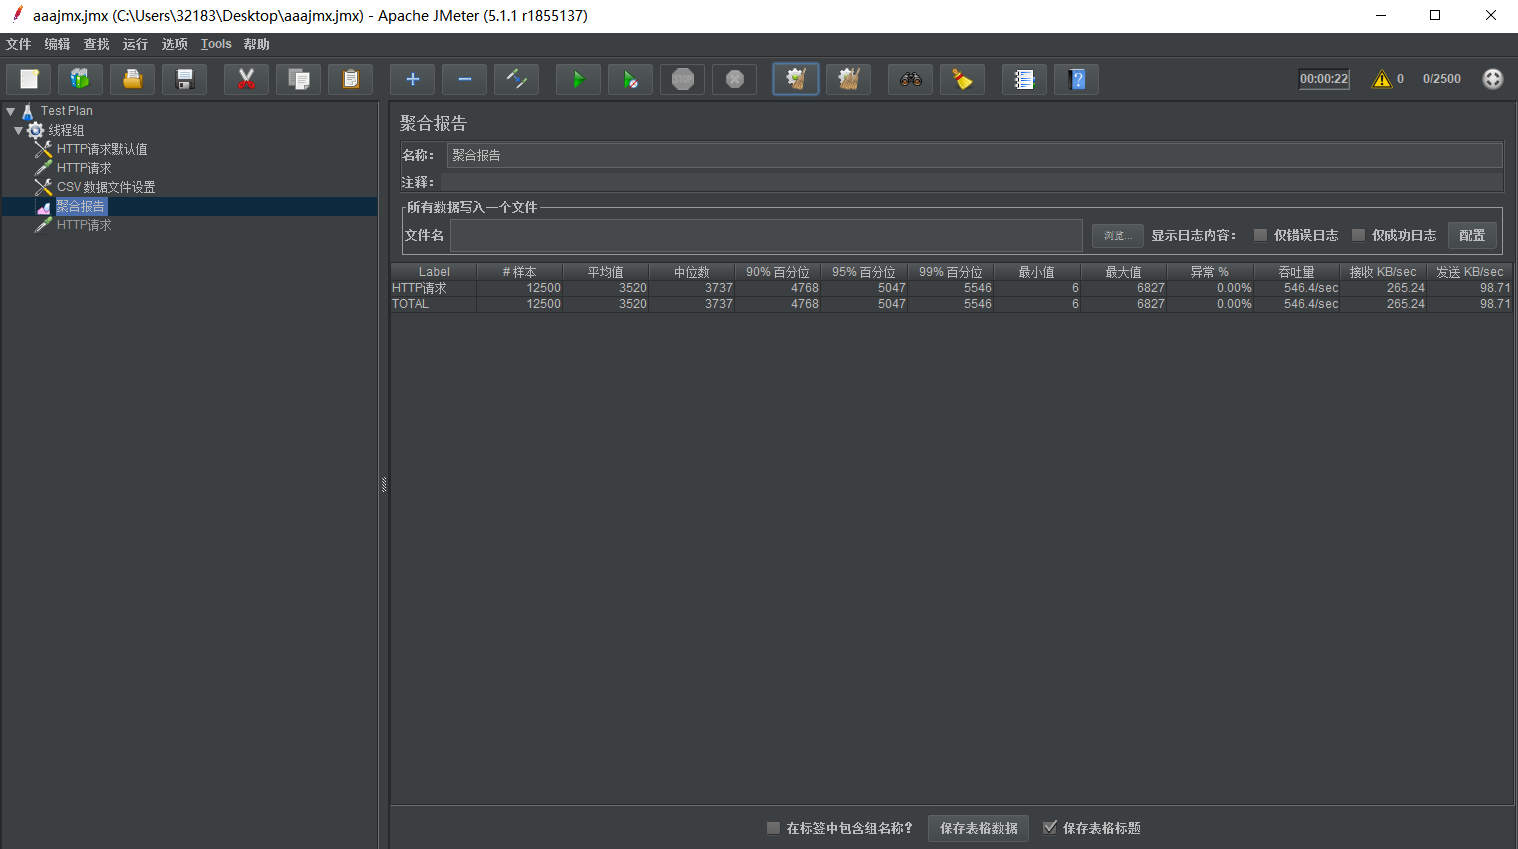 aaajmx.jmx (C:\Users\32183\Desktop\aaajmx.jmx) - Apache JMeter (5.1.1 r1855137)
文件 编辑 查找 运行 选项 Tools 帮助
STOP 00:00:22 0 0/2500
Test Plan
线程组
HTTP请求默认值
HTTP请求
CSV 数据文件设置
聚合报告
HTTP请求
聚合报告
名称： 聚合报告
注释：
所有数据写入一个文件
文件名 浏览... 显示日志内容： 仅错误日志 仅成功日志 配置
Label # 样本 平均值 中位数 90% 百分位 95% 百分位 99% 百分位 最小值 最大值 异常 % 吞吐量 接收 KB/sec 发送 KB/sec
HTTP请求 12500 3520 3737 4768 5047 5546 6 6827 0.00% 546.4/sec 265.24 98.71
TOTAL 12500 3520 3737 4768 5047 5546 6 6827 0.00% 546.4/sec 265.24 98.71
在标签中包含组名称？ 保存表格数据 保存表格标题